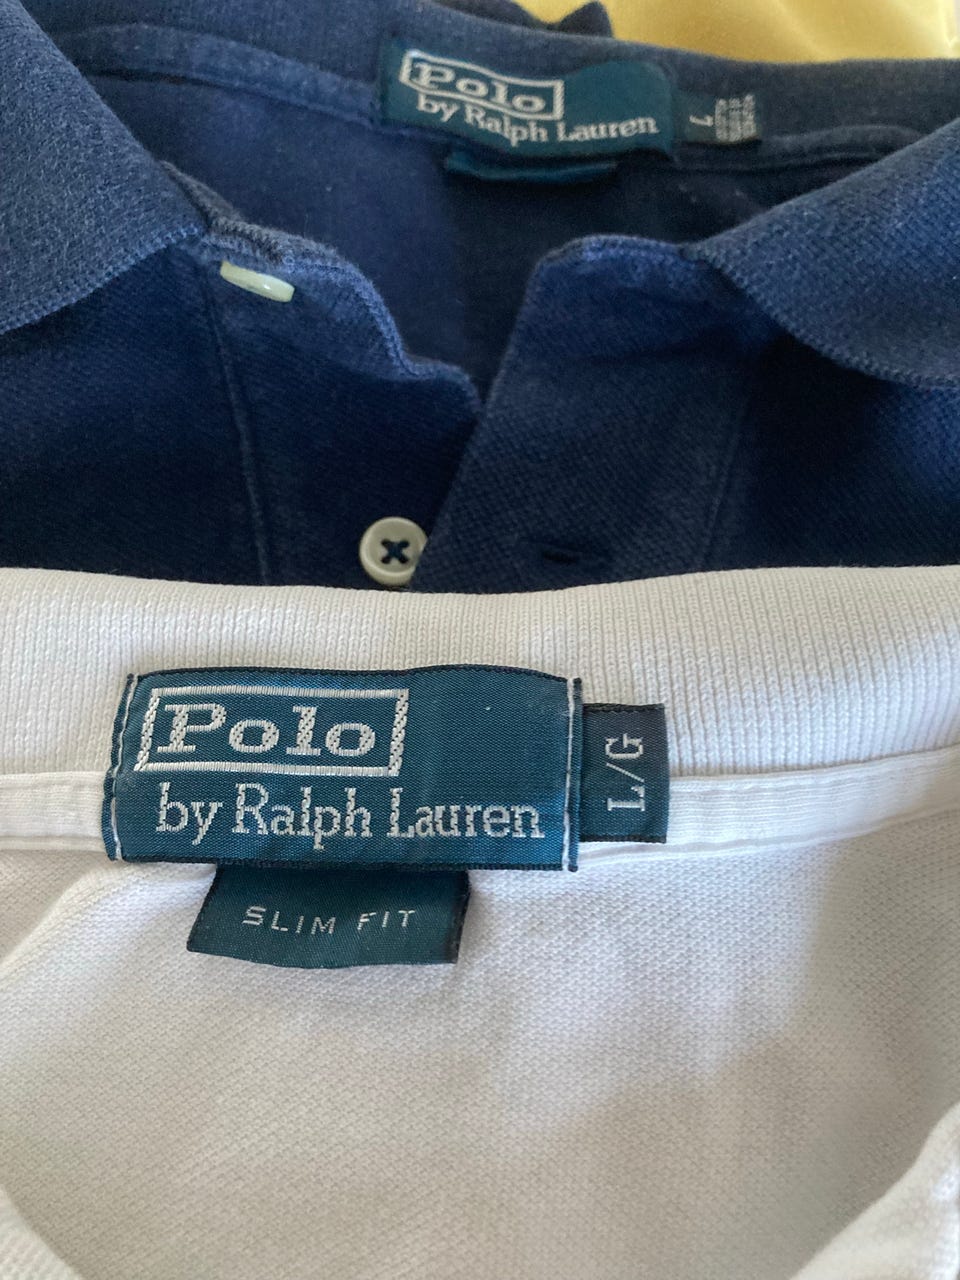 Polo
by Ralph Lauren
L
Polo
by Ralph Lauren
L/G
SLIM FIT